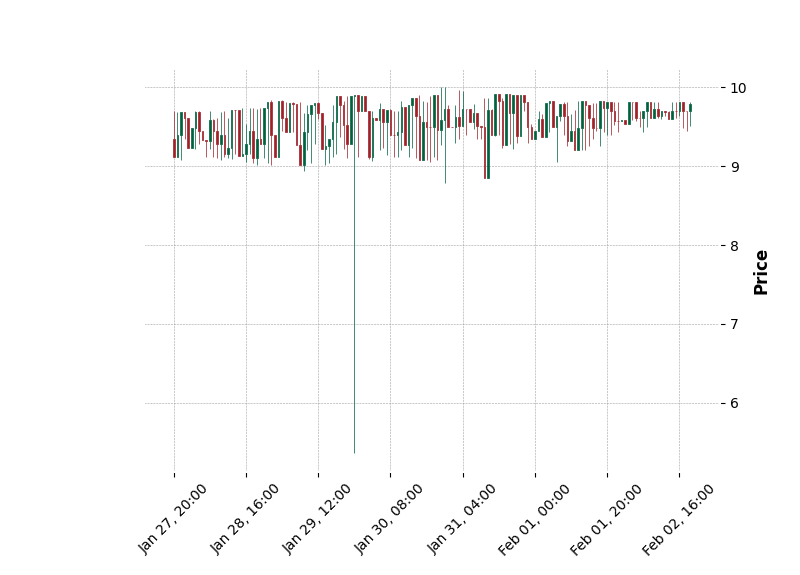 10
9
8
7
6
Price
Jan 27, 20:00
Jan 28, 16:00
Jan 29, 12:00
Jan 30, 08:00
Jan 31, 04:00
Feb 01, 00:00
Feb 01, 20:00
Feb 02, 16:00